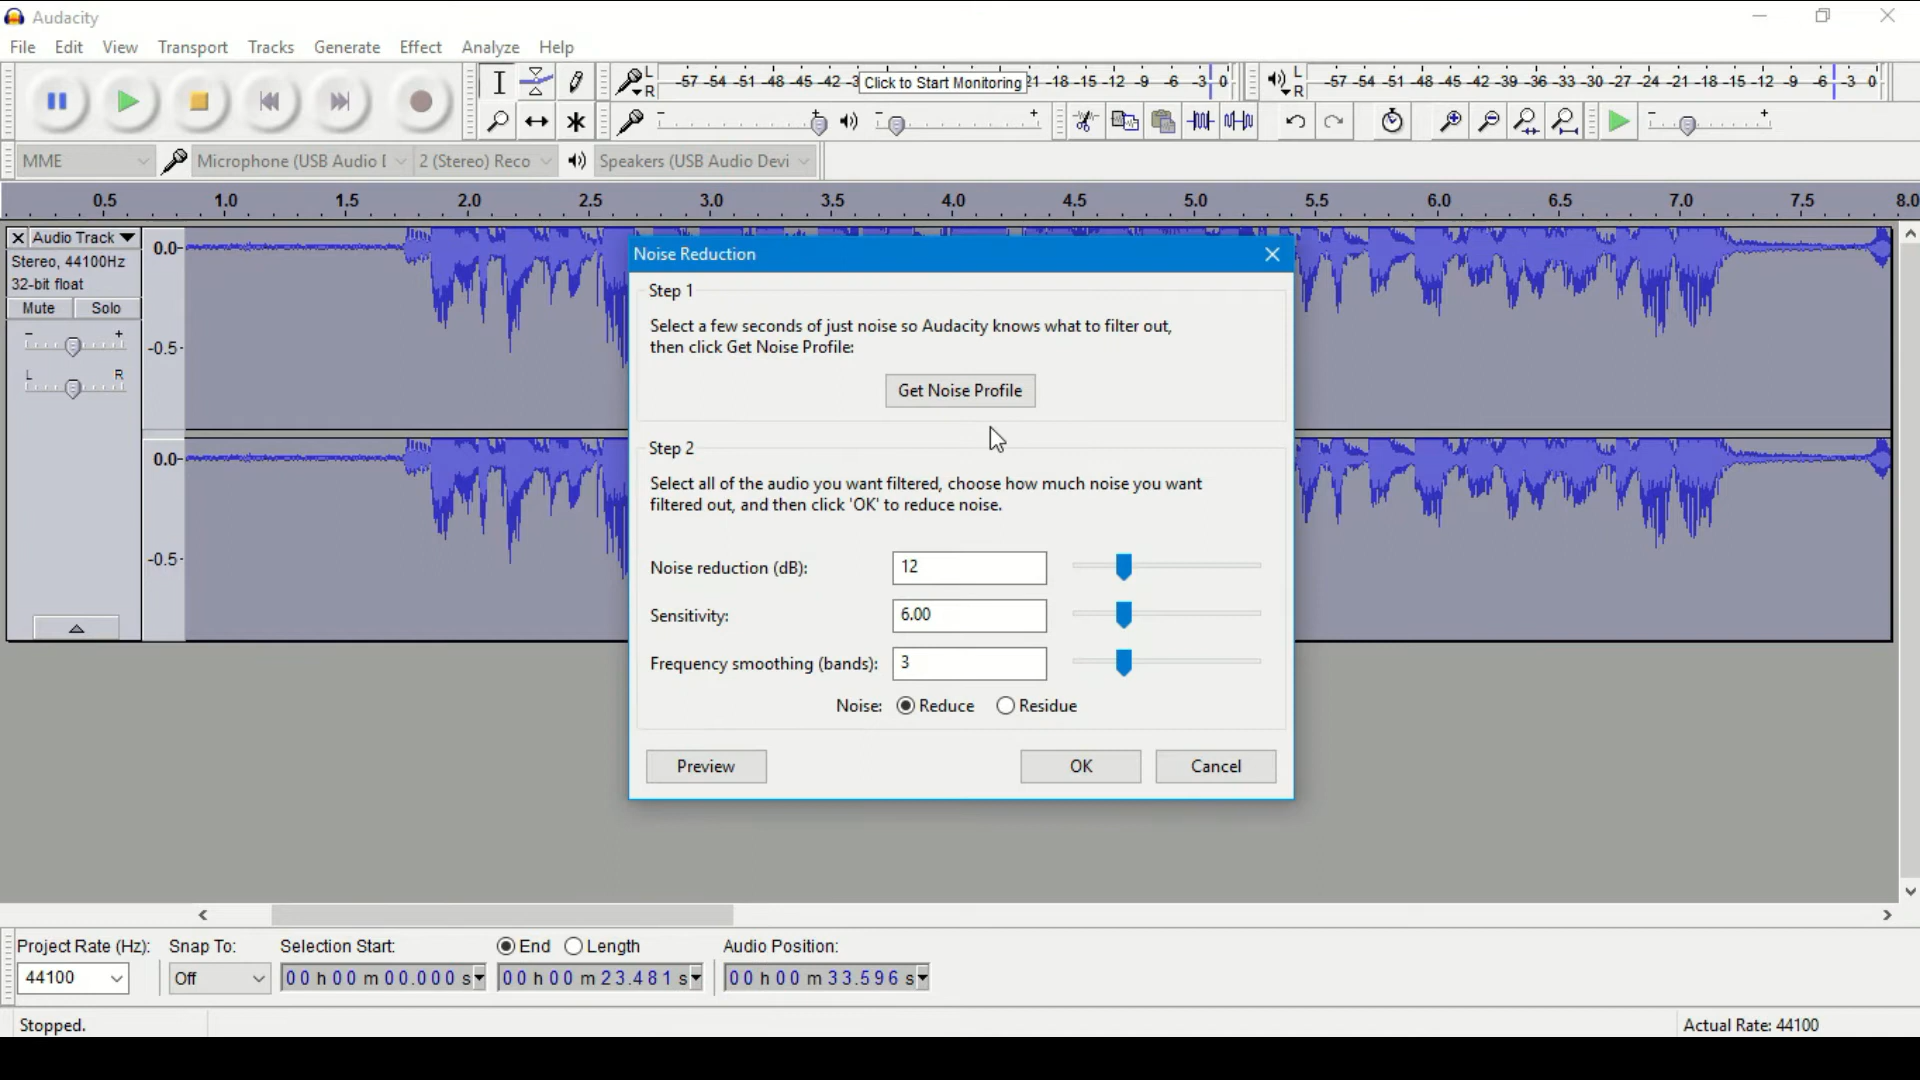 Audacity
File Edit View Transport Tracks Generate Effect Analyze Help
L
R
-57 -54 -51 -48 -45 -42 -3 Click to Start Monitoring 21 -18 -15 -12 -9 -6 -3 0
L
R
-57 -54 -51 -48 -45 -42 -39 -36 -33 -30 -27 -24 -21 -18 -15 -12 -9 -6 -3 0
MME Microphone (USB Audio 2 (Stereo) Reco Speakers (USB Audio Devi
0.5 1.0 1.5 2.0 2.5 3.0 3.5 4.0 4.5 5.0 5.5 6.0 6.5 7.0 7.5 8.0
Audio Track
Stereo, 44100Hz
32-bit float
Mute Solo
- +
L R
0.0-
-0.5-
0.0-
-0.5-
Noise Reduction
Step 1
Select a few seconds of just noise so Audacity knows what to filter out,
then click Get Noise Profile:
Get Noise Profile
Step 2
Select all of the audio you want filtered, choose how much noise you want
filtered out, and then click 'OK' to reduce noise.
Noise reduction (dB): 12
Sensitivity: 6.00
Frequency smoothing (bands): 3
Noise: Reduce Residue
Preview OK Cancel
Project Rate (Hz): Snap To: Selection Start: End Length Audio Position:
44100 Off 00 h 00 m 00.000 s 00 h 00 m 23.481 s 00 h 00 m 33.596 s
Stopped. Actual Rate: 44100